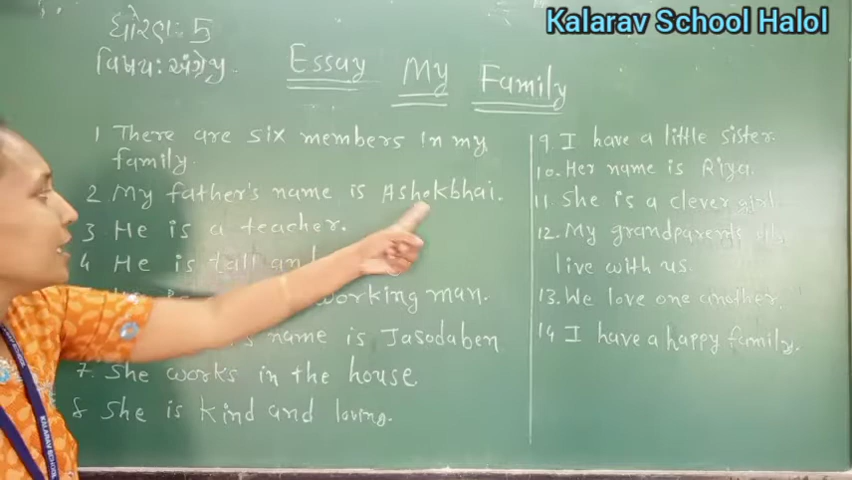 Kalarav School Halol
ધોરણ: 5
વિષય: અંગ્રેજી.
Essay My Family
1 There are six members in my
family.
2. My father's name is Ashokbhai.
3 He is a teacher.
4 He is tall and
working man.
name is Jasodaben
7. She works in the house
8 She is kind and loving.
9. I have a little sister.
10. Her name is Riya.
11. She is a clever girl.
12. My grandparents
live with us.
13. We love one another.
14 I have a happy family.
KALARAV SCHOOL